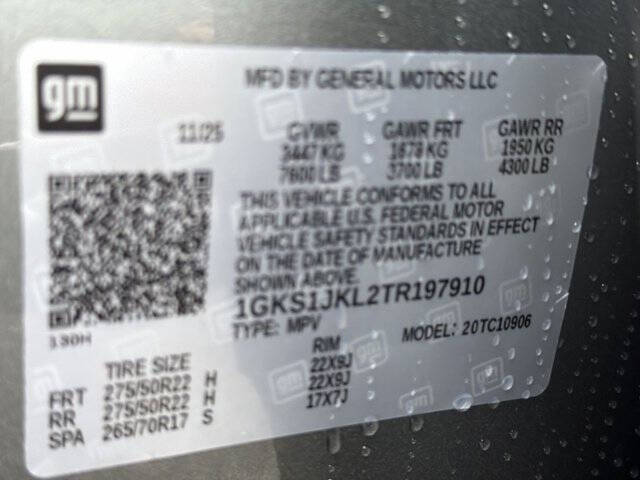 gm
MFD BY GENERAL MOTORS LLC
11/25 GVWR GAWR FRT GAWR RR
3447 KG 1678 KG 1950 KG
7600 LB 3700 LB 4300 LB
THIS VEHICLE CONFORMS TO ALL
APPLICABLE U.S. FEDERAL MOTOR
VEHICLE SAFETY STANDARDS IN EFFECT
ON THE DATE OF MANUFACTURE
SHOWN ABOVE
1GKS1JKL2TR197910
TYPE: MPV MODEL: 20TC10906
130H
TIRE SIZE RIM
FRT 275/50R22 H 22X9J
RR 275/50R22 H 22X9J
SPA 265/70R17 S 17X7J